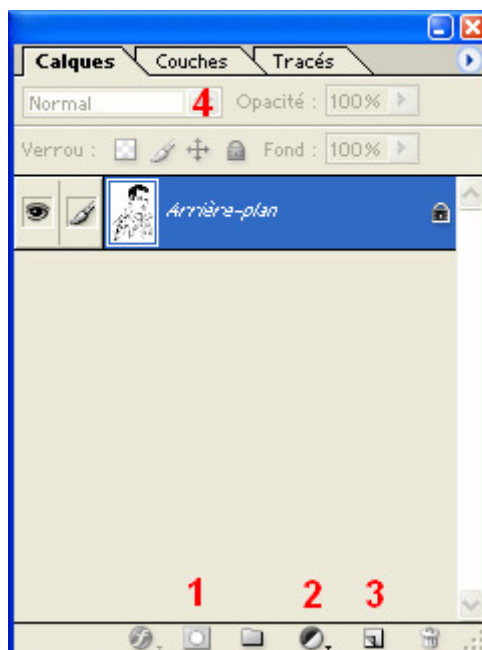 Calques Couches Tracés
Normal 4 Opacité : 100%
Verrou : Fond : 100%
Arrière-plan
1 2 3